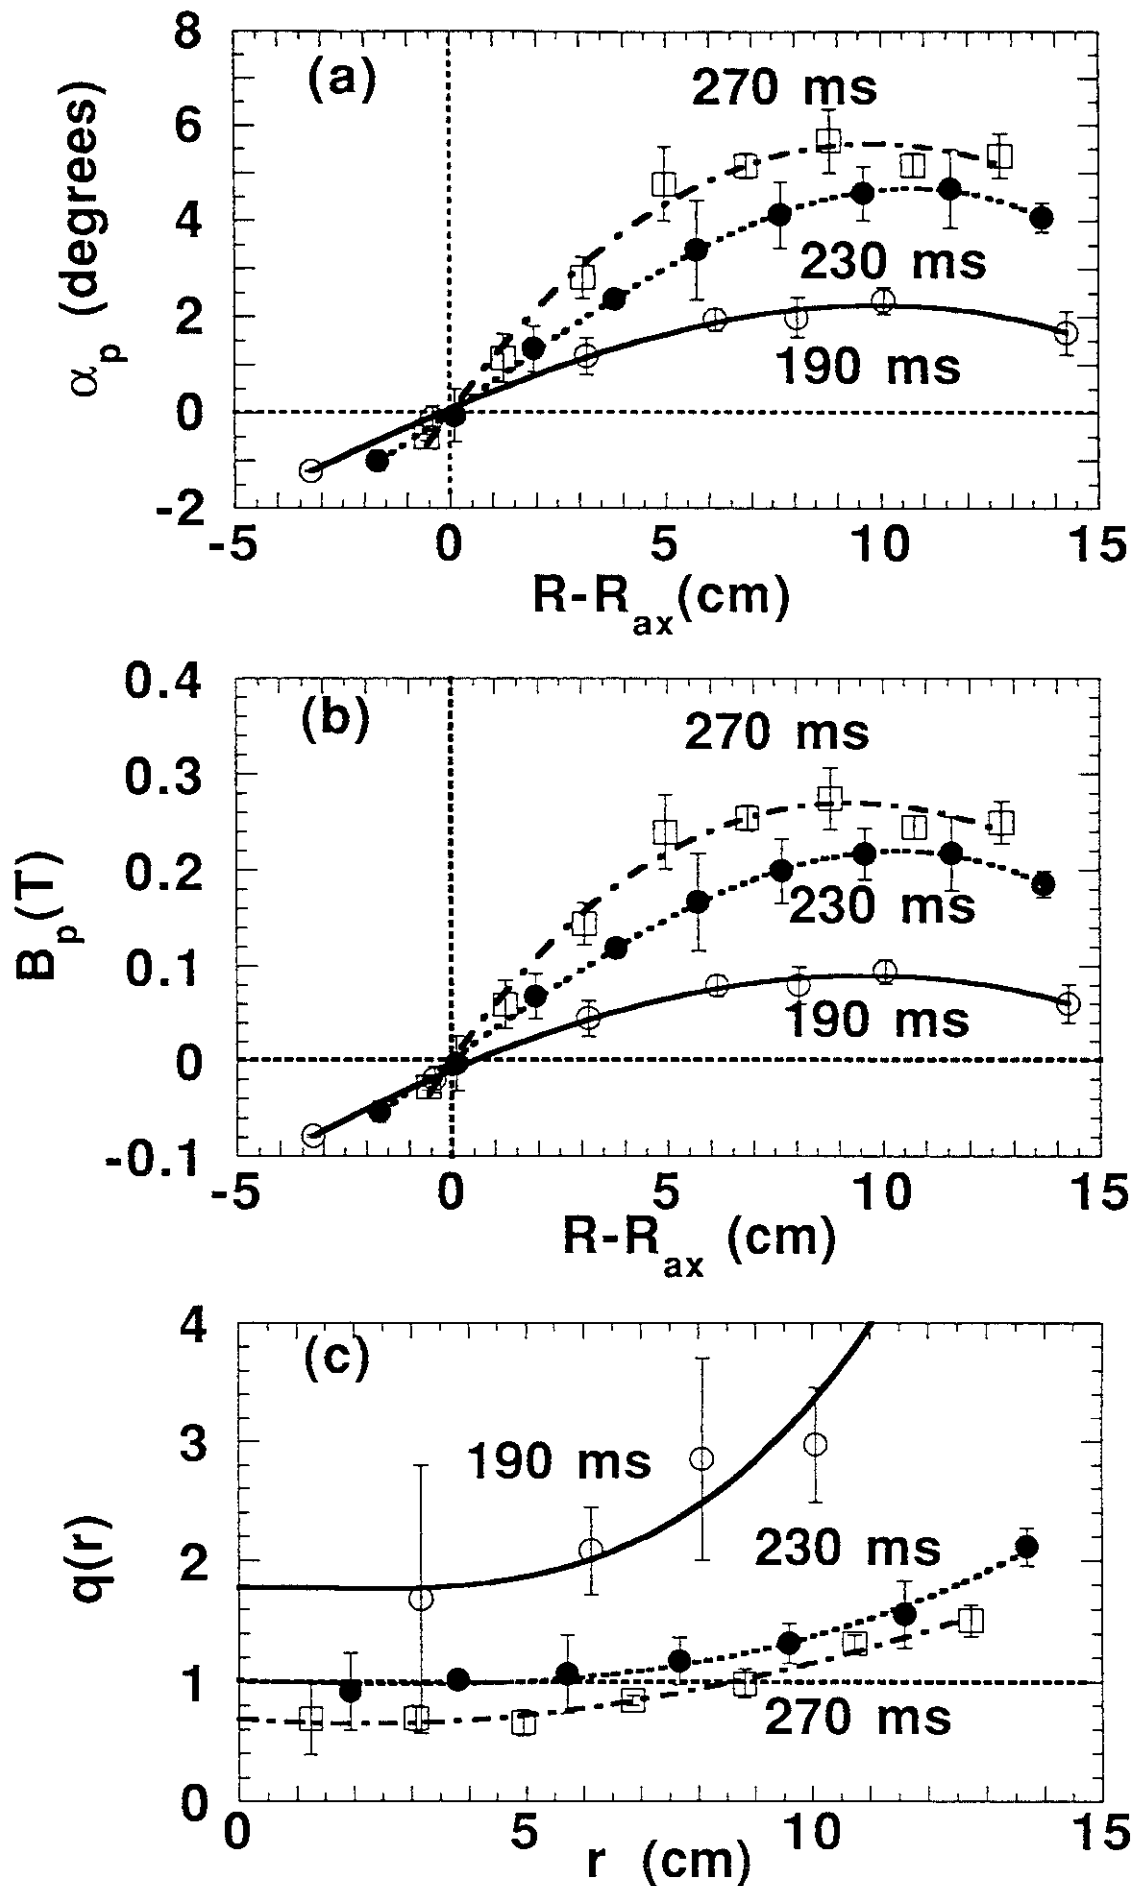 8
(a)
270 ms
6
α_p (degrees)
4
230 ms
2
190 ms
0
-2
-5 0 5 10 15
R-R_ax(cm)
0.4
(b)
270 ms
0.3
B_p(T)
0.2
230 ms
0.1
190 ms
0
-0.1
-5 0 5 10 15
R-R_ax (cm)
4
(c)
3
190 ms
q(r)
230 ms
2
1
270 ms
0
0 5 10 15
r (cm)